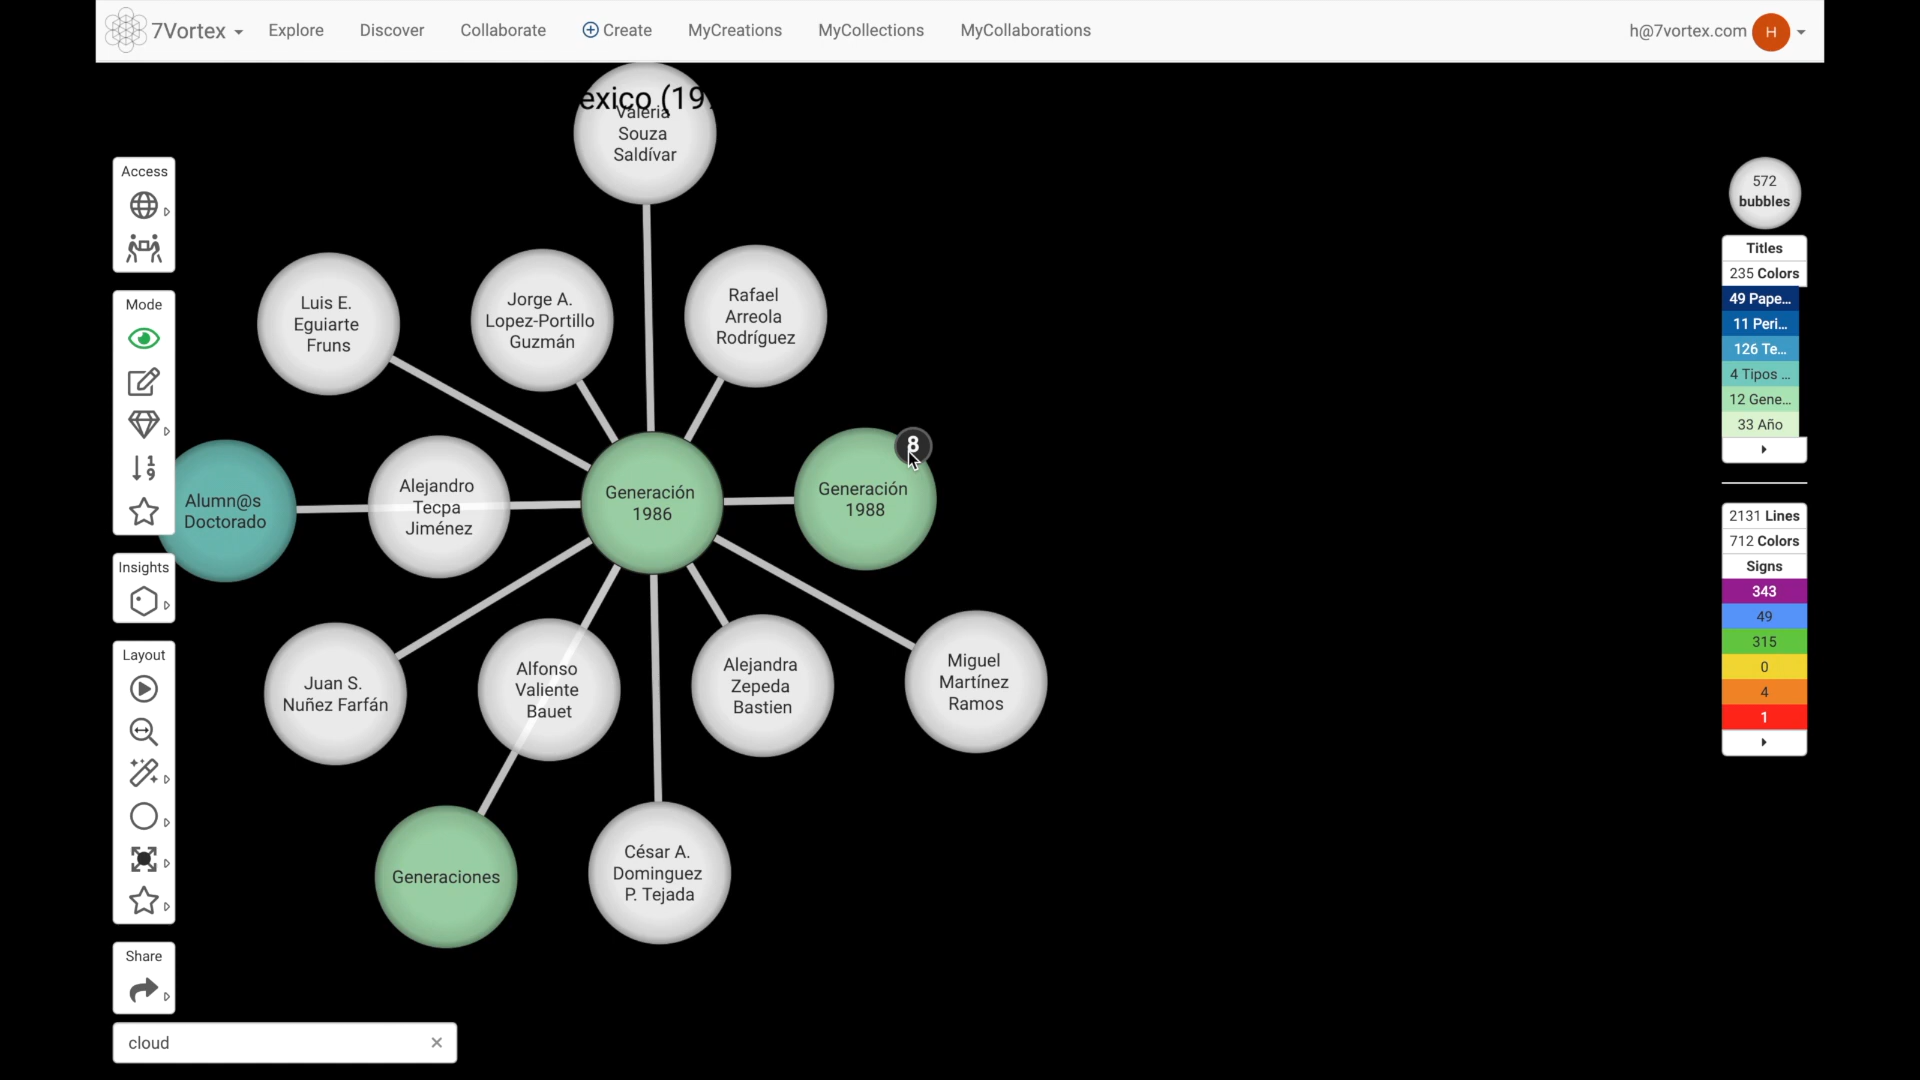 7Vortex
Explore
Discover
Collaborate
Create
MyCreations
MyCollections
MyCollaborations
h@7vortex.com
H
exico (19
Valeria
Souza
Saldívar
Access
Mode
Insights
Layout
Share
cloud
Luis E.
Eguiarte
Fruns
Jorge A.
Lopez-Portillo
Guzmán
Rafael
Arreola
Rodríguez
Alumn@s
Doctorado
Alejandro
Tecpa
Jiménez
Generación
1986
Generación
1988
8
Juan S.
Nuñez Farfán
Alfonso
Valiente
Bauet
Alejandra
Zepeda
Bastien
Miguel
Martínez
Ramos
Generaciones
César A.
Dominguez
P. Tejada
572
bubbles
Titles
235 Colors
49 Pape...
11 Peri...
126 Te...
4 Tipos ...
12 Gene...
33 Año
2131 Lines
712 Colors
Signs
343
49
315
0
4
1